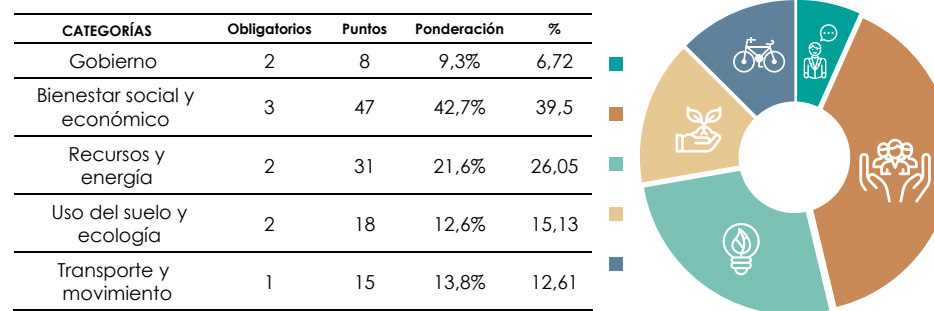 CATEGORÍAS Obligatorios Puntos Ponderación %
Gobierno 2 8 9,3% 6,72
Bienestar social y
económico 3 47 42,7% 39,5
Recursos y
energía 2 31 21,6% 26,05
Uso del suelo y
ecología 2 18 12,6% 15,13
Transporte y
movimiento 1 15 13,8% 12,61